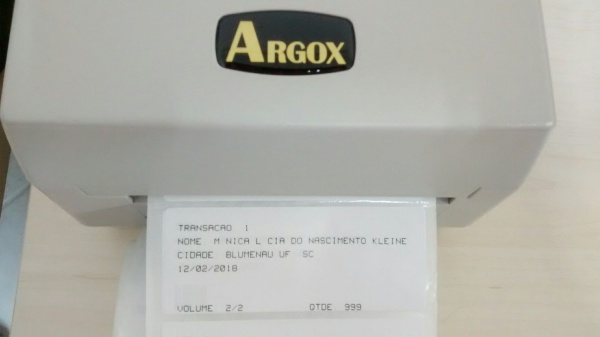 ARGOX
TRANSACAO 1
NOME M NICA L CIA DO NASCIMENTO KLEINE
CIDADE BLUMENAU UF SC
12/02/2018
VOLUME 2/2 QTDE 999